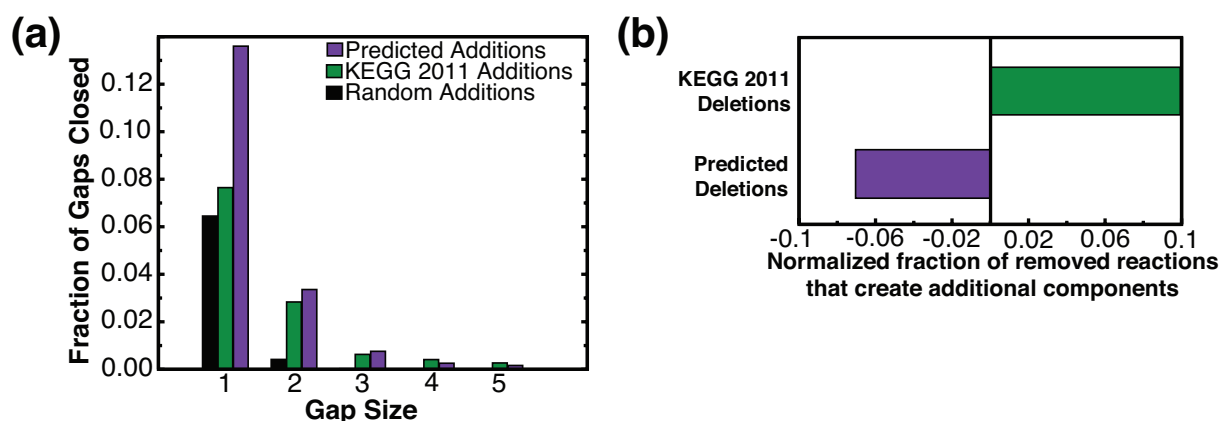 (a)
Fraction of Gaps Closed
0.12
0.10
0.08
0.06
0.04
0.02
0.00
Predicted Additions
KEGG 2011 Additions
Random Additions
1 2 3 4 5
Gap Size
(b)
KEGG 2011
Deletions
Predicted
Deletions
-0.1 -0.06 -0.02 0.02 0.06 0.1
Normalized fraction of removed reactions
that create additional components